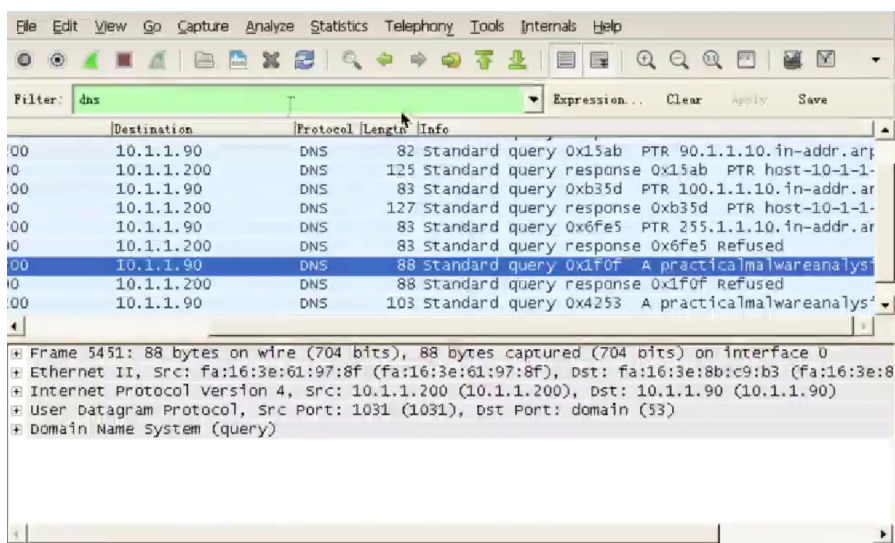 File Edit View Go Capture Analyze Statistics Telephony Tools Internals Help
Filter: dns Expression... Clear Apply Save
Destination Protocol Length Info
00 10.1.1.90 DNS 82 Standard query 0x15ab PTR 90.1.1.10.in-addr.arp
0 10.1.1.200 DNS 125 Standard query response 0x15ab PTR host-10-1-1-
00 10.1.1.90 DNS 83 Standard query 0xb35d PTR 100.1.1.10.in-addr.ar
0 10.1.1.200 DNS 127 Standard query response 0xb35d PTR host-10-1-1-
00 10.1.1.90 DNS 83 Standard query 0x6fe5 PTR 255.1.1.10.in-addr.ar
0 10.1.1.200 DNS 83 Standard query response 0x6fe5 Refused
00 10.1.1.90 DNS 88 Standard query 0x1f0f A practicalmalwareanalysi
0 10.1.1.200 DNS 88 Standard query response 0x1f0f Refused
00 10.1.1.90 DNS 103 Standard query 0x4253 A practicalmalwareanalys
Frame 5451: 88 bytes on wire (704 bits), 88 bytes captured (704 bits) on interface 0
Ethernet II, Src: fa:16:3e:61:97:8f (fa:16:3e:61:97:8f), Dst: fa:16:3e:8b:c9:b3 (fa:16:3e:8
Internet Protocol Version 4, Src: 10.1.1.200 (10.1.1.200), Dst: 10.1.1.90 (10.1.1.90)
User Datagram Protocol, Src Port: 1031 (1031), Dst Port: domain (53)
Domain Name System (query)